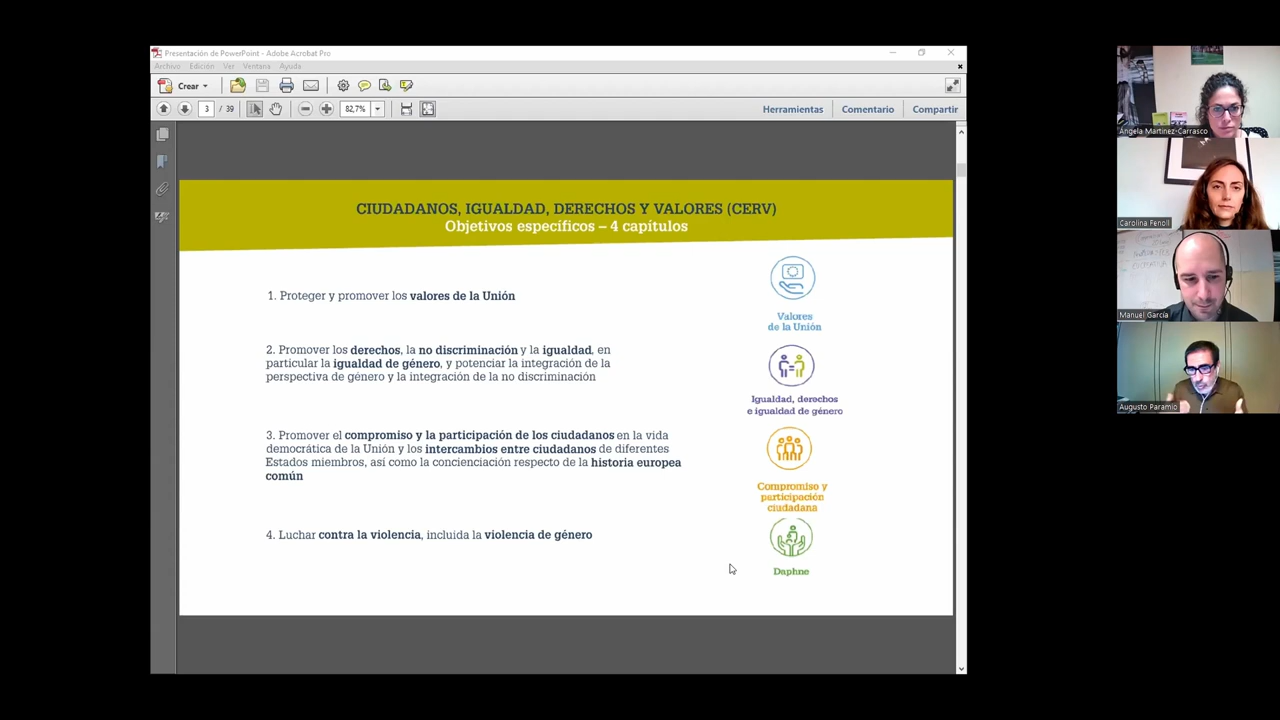 Presentación de PowerPoint - Adobe Acrobat Pro
Archivo Edición Ver Ventana Ayuda
Crear
3 / 39
82,7%
Herramientas Comentario Compartir
CIUDADANOS, IGUALDAD, DERECHOS Y VALORES (CERV)
Objetivos específicos – 4 capítulos
1. Proteger y promover los valores de la Unión
Valores
de la Unión
2. Promover los derechos, la no discriminación y la igualdad, en
particular la igualdad de género, y potenciar la integración de la
perspectiva de género y la integración de la no discriminación
Igualdad, derechos
e igualdad de género
3. Promover el compromiso y la participación de los ciudadanos en la vida
democrática de la Unión y los intercambios entre ciudadanos de diferentes
Estados miembros, así como la concienciación respecto de la historia europea
común
Compromiso y
participación
ciudadana
4. Luchar contra la violencia, incluida la violencia de género
Daphne
Ángela Martínez-Carrasco
Carolina Fenoll
Manuel García
Augusto Paramio